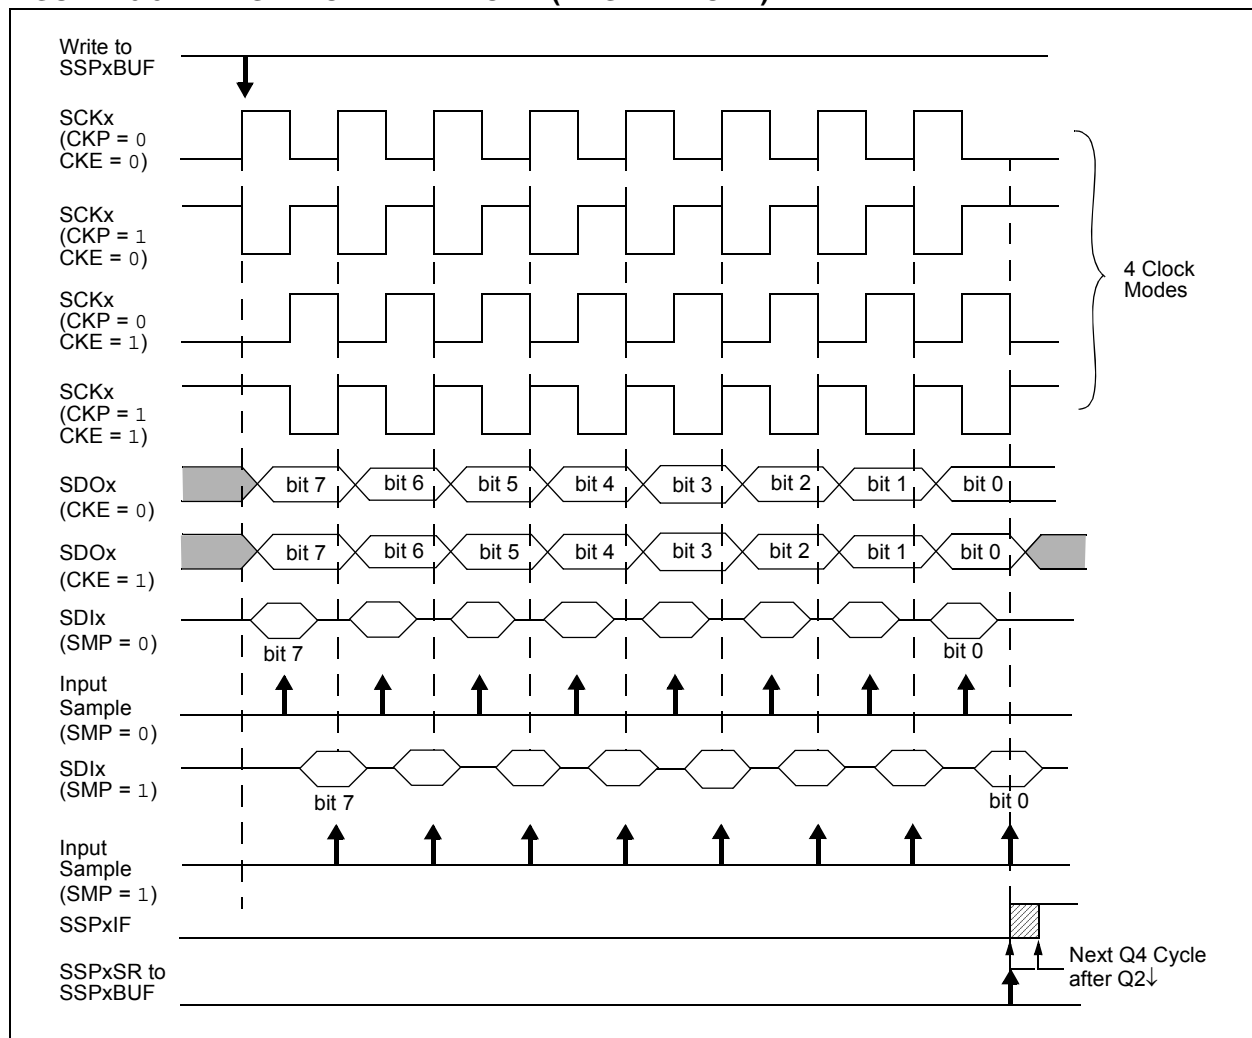 Write to
SSPxBUF
SCKx
(CKP = 0
CKE = 0)
SCKx
(CKP = 1
CKE = 0)
SCKx
(CKP = 0
CKE = 1)
SCKx
(CKP = 1
CKE = 1)
4 Clock
Modes
SDOx
(CKE = 0)
bit 7 bit 6 bit 5 bit 4 bit 3 bit 2 bit 1 bit 0
SDOx
(CKE = 1)
bit 7 bit 6 bit 5 bit 4 bit 3 bit 2 bit 1 bit 0
SDIx
(SMP = 0)
bit 7 bit 0
Input
Sample
(SMP = 0)
SDIx
(SMP = 1)
bit 7 bit 0
Input
Sample
(SMP = 1)
SSPxIF
SSPxSR to
SSPxBUF
Next Q4 Cycle
after Q2↓